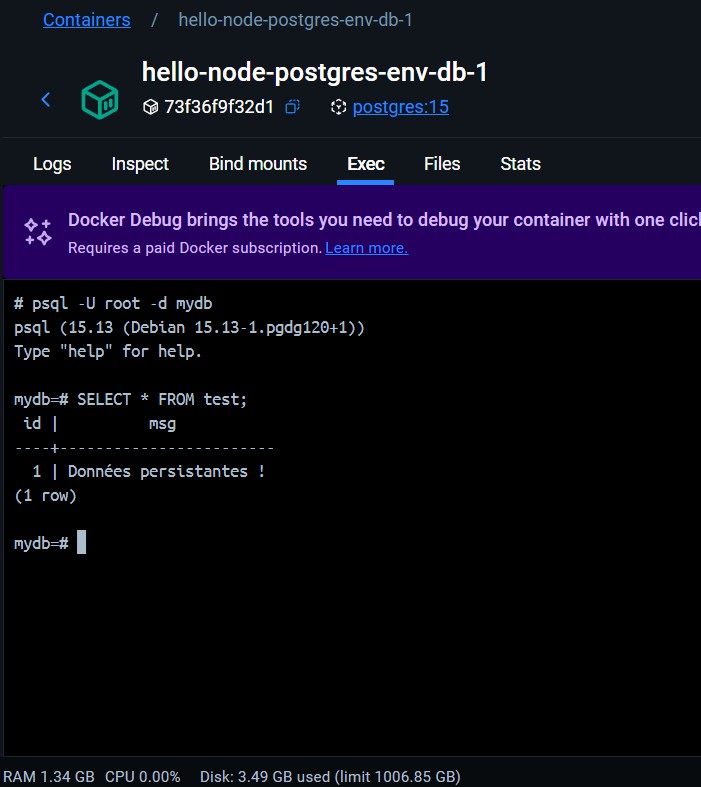 Containers / hello-node-postgres-env-db-1
hello-node-postgres-env-db-1
73f36f9f32d1 postgres:15
Logs Inspect Bind mounts Exec Files Stats
Docker Debug brings the tools you need to debug your container with one clic
Requires a paid Docker subscription. Learn more.
# psql -U root -d mydb
psql (15.13 (Debian 15.13-1.pgdg120+1))
Type "help" for help.
mydb=# SELECT * FROM test;
 id |          msg
----+------------------------
  1 | Données persistantes !
(1 row)
mydb=#
RAM 1.34 GB CPU 0.00% Disk: 3.49 GB used (limit 1006.85 GB)